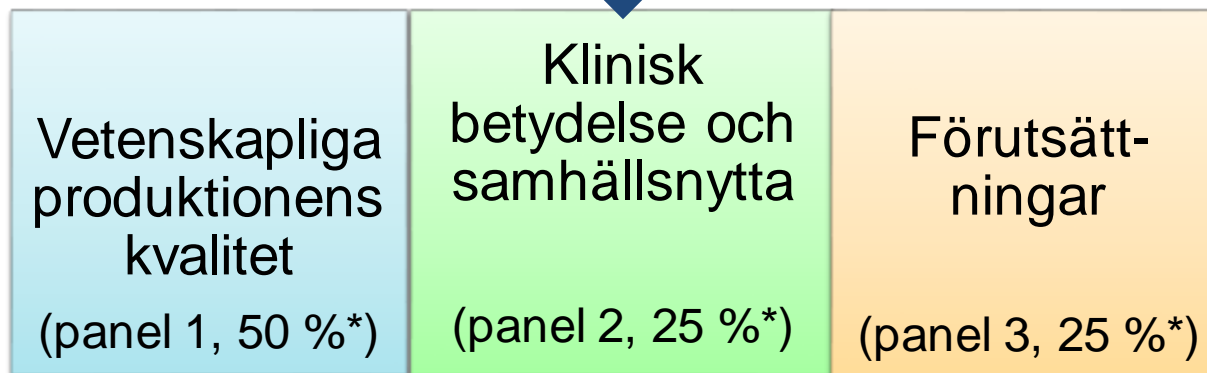 Vetenskapliga
produktionens
kvalitet
(panel 1, 50 %*)
Klinisk
betydelse och
samhällsnytta
(panel 2, 25 %*)
Förutsätt-
ningar
(panel 3, 25 %*)